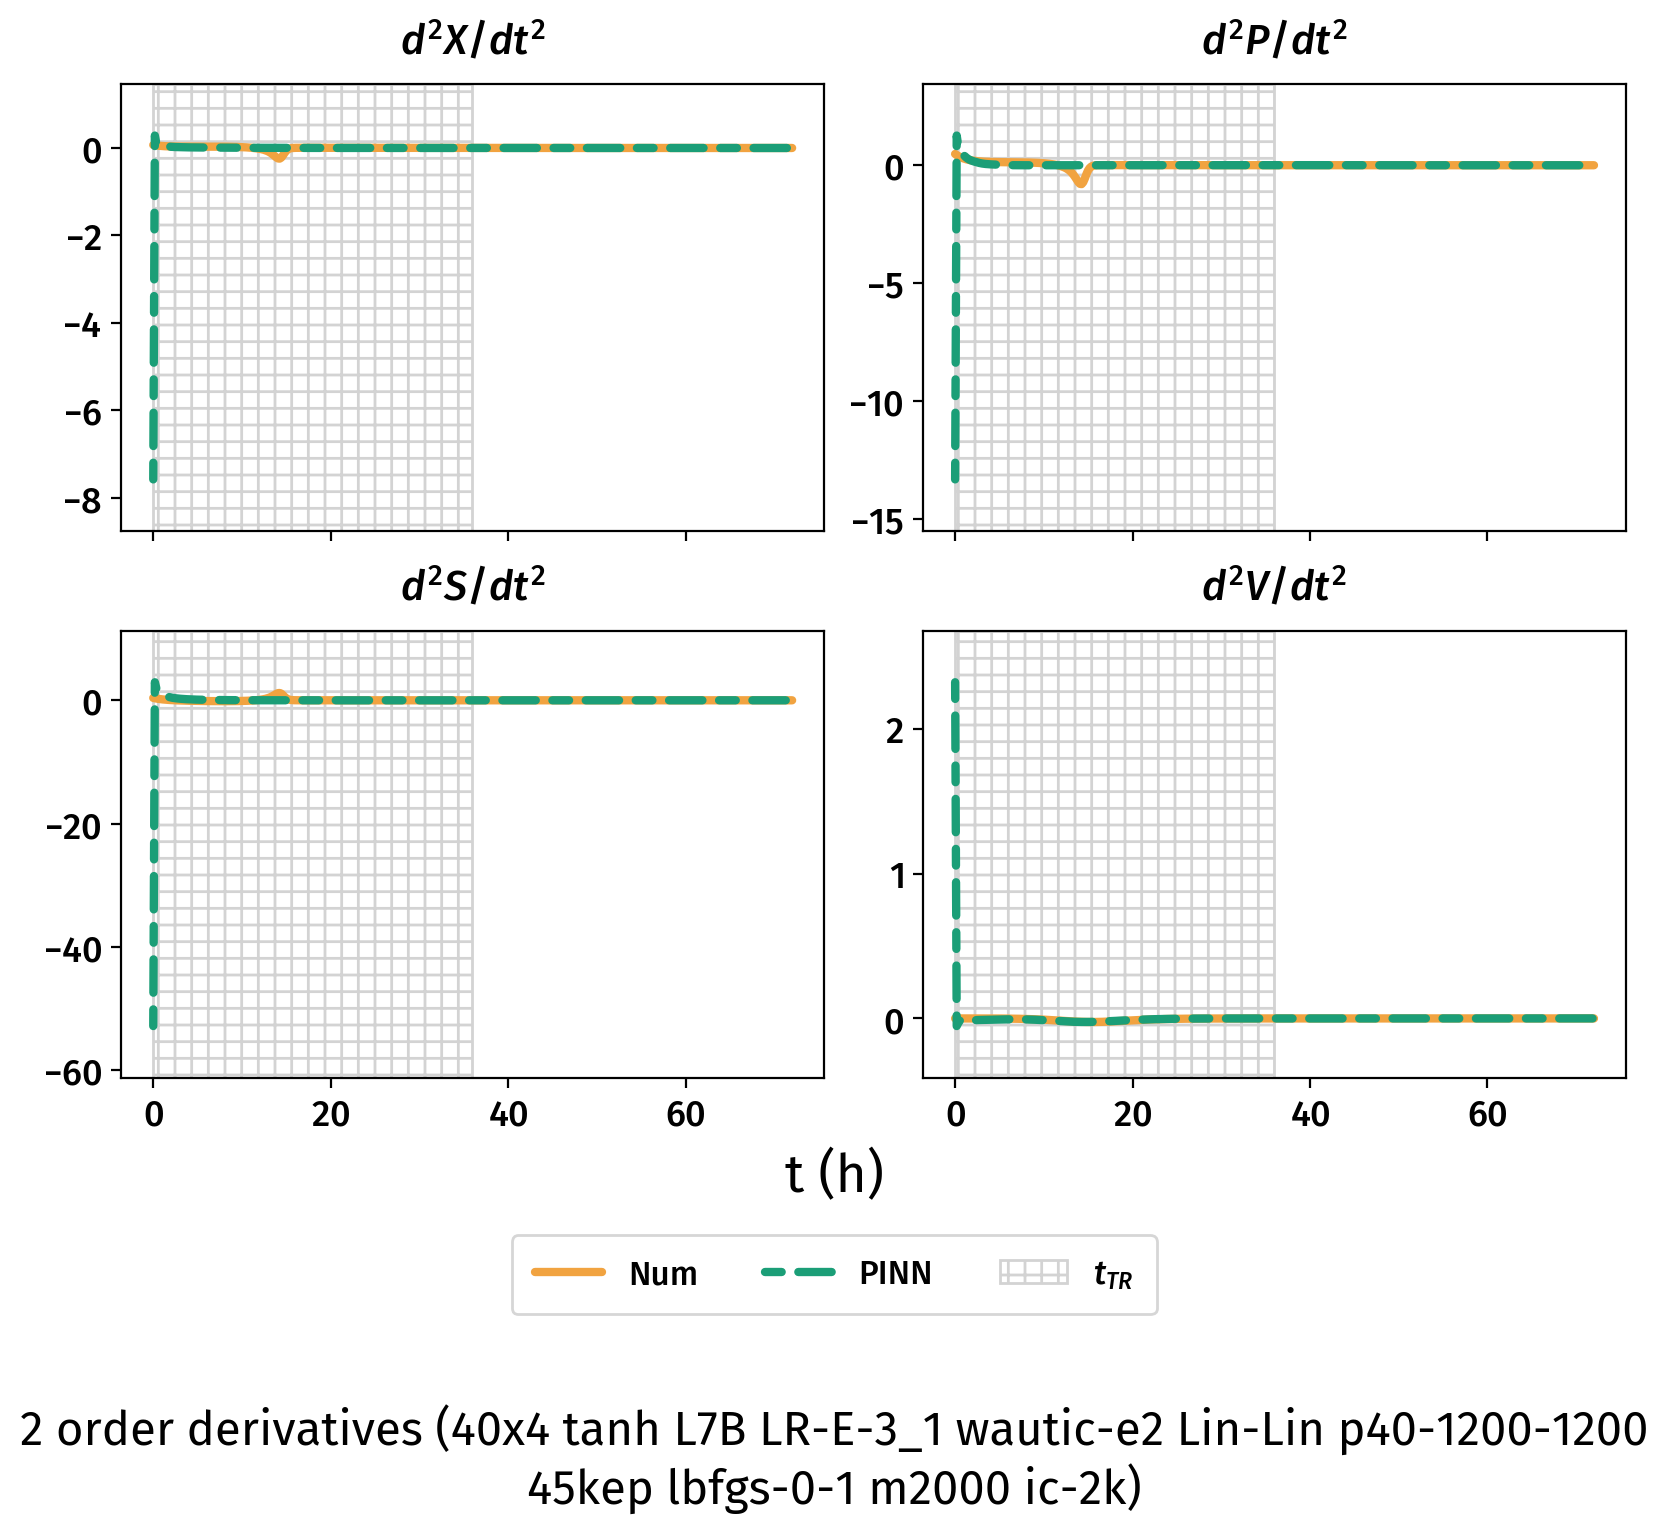 d²X/dt²
d²P/dt²
0
−2
−4
−6
−8
0
−5
−10
−15
d²S/dt²
d²V/dt²
0
−20
−40
−60
2
1
0
0 20 40 60
0 20 40 60
t (h)
Num PINN t_TR
2 order derivatives (40x4 tanh L7B LR-E-3_1 wautic-e2 Lin-Lin p40-1200-1200
45kep lbfgs-0-1 m2000 ic-2k)